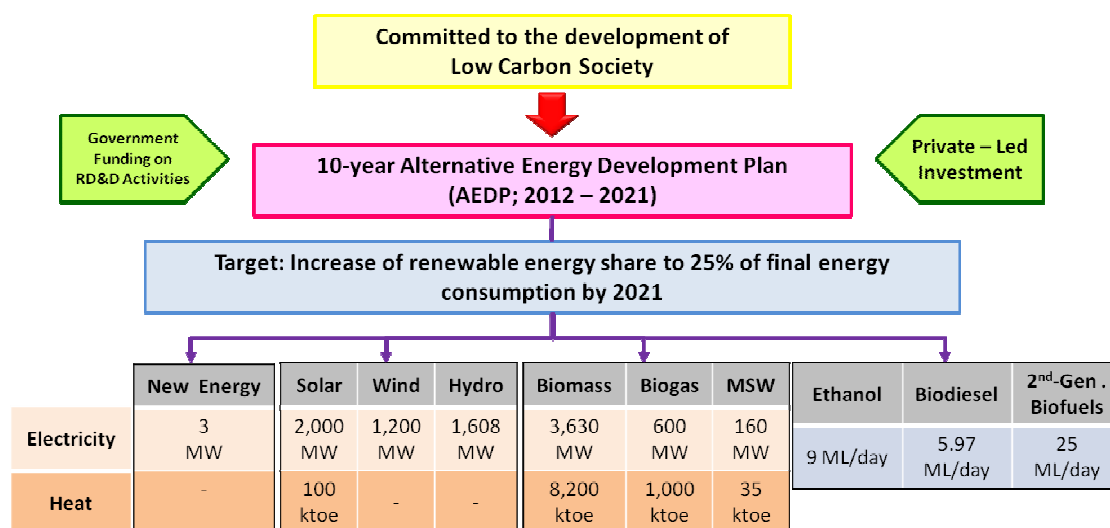 Committed to the development of
Low Carbon Society
Government
Funding on
RD&D Activities
10-year Alternative Energy Development Plan
(AEDP; 2012 – 2021)
Private – Led
Investment
Target: Increase of renewable energy share to 25% of final energy
consumption by 2021
New Energy Solar Wind Hydro Biomass Biogas MSW Ethanol Biodiesel 2nd-Gen .
Biofuels
Electricity 3
MW 2,000
MW 1,200
MW 1,608
MW 3,630
MW 600
MW 160
MW 9 ML/day 5.97
ML/day 25
ML/day
Heat - 100
ktoe - - 8,200
ktoe 1,000
ktoe 35
ktoe